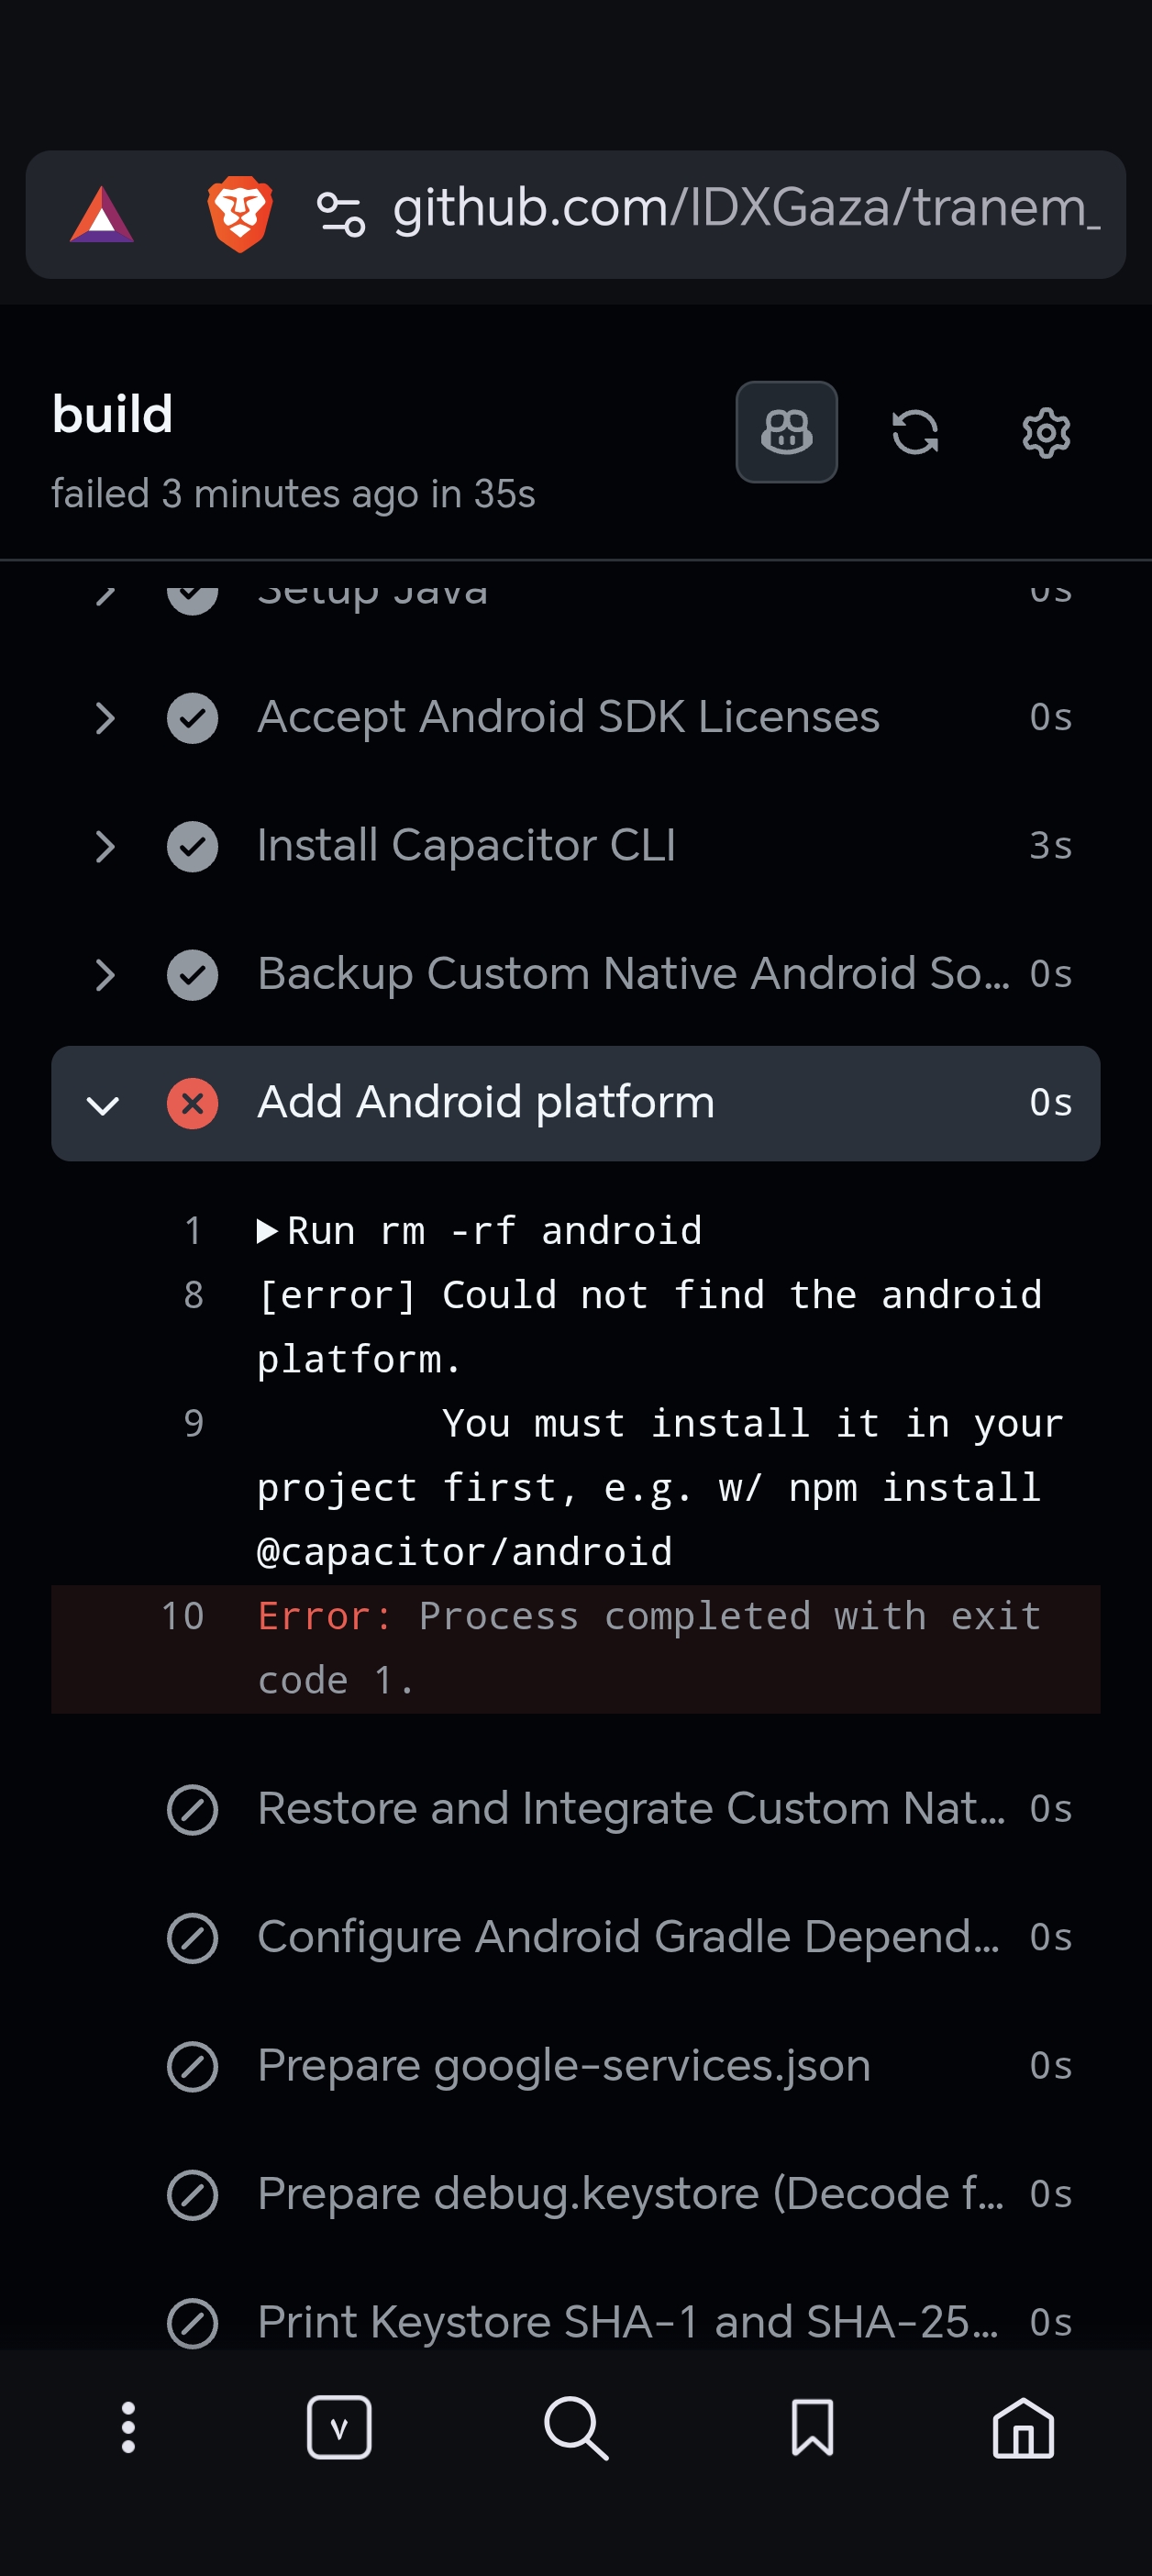 github.com/IDXGaza/tranem_
build
failed 3 minutes ago in 35s
Setup Java 0s
Accept Android SDK Licenses 0s
Install Capacitor CLI 3s
Backup Custom Native Android So... 0s
Add Android platform 0s
1 Run rm -rf android
8 [error] Could not find the android
platform.
9 You must install it in your
project first, e.g. w/ npm install
@capacitor/android
10 Error: Process completed with exit
code 1.
Restore and Integrate Custom Nat... 0s
Configure Android Gradle Depend... 0s
Prepare google-services.json 0s
Prepare debug.keystore (Decode f... 0s
Print Keystore SHA-1 and SHA-25... 0s
٧